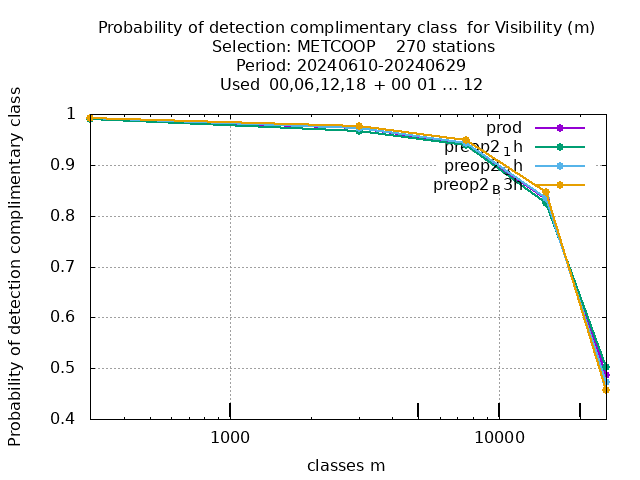 Probability of detection complimentary class for Visibility (m)
Selection: METCOOP 270 stations
Period: 20240610-20240629
Used 00,06,12,18 + 00 01 ... 12
Probability of detection complimentary class
1
0.9
0.8
0.7
0.6
0.5
0.4
prod
preop2 1h
h
preop2 B3h
1000
10000
classes m